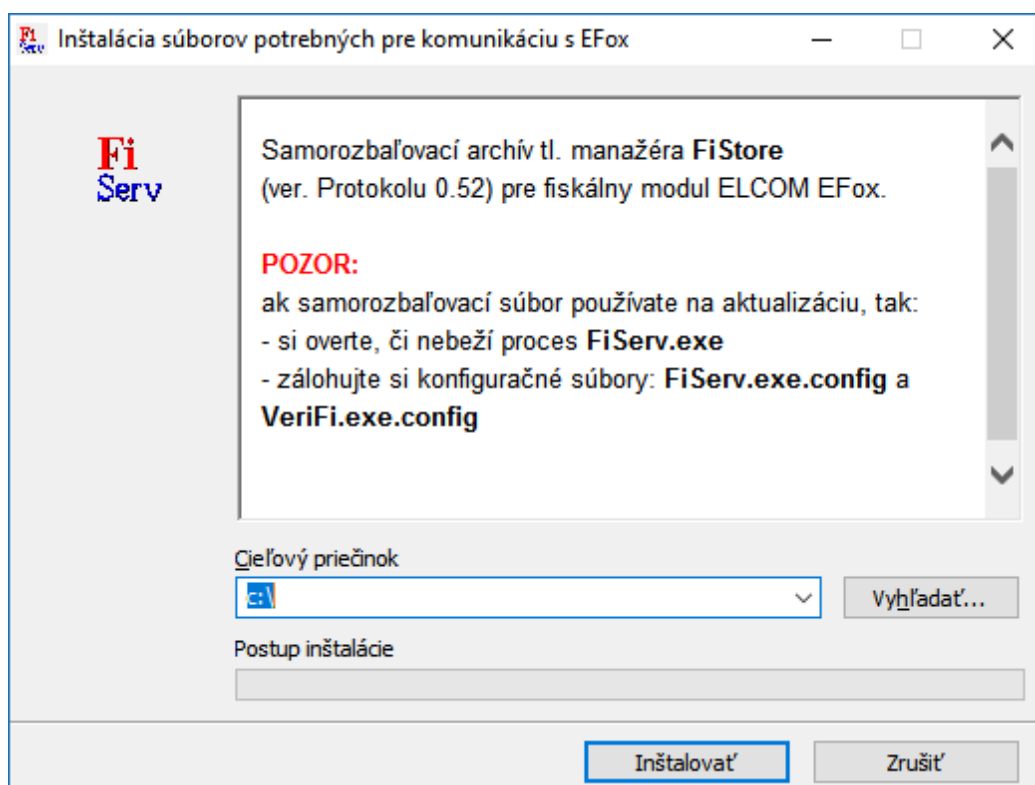 Fi
Serv
Inštalácia súborov potrebných pre komunikáciu s EFox
Fi
Serv
Samorozbaľovací archív tl. manažéra FiStore
(ver. Protokolu 0.52) pre fiskálny modul ELCOM EFox.
POZOR:
ak samorozbaľovací súbor používate na aktualizáciu, tak:
- si overte, či nebeží proces FiServ.exe
- zálohujte si konfiguračné súbory: FiServ.exe.config a
VeriFi.exe.config
Cieľový priečinok
c:\
Vyhľadať...
Postup inštalácie
Inštalovať
Zrušiť